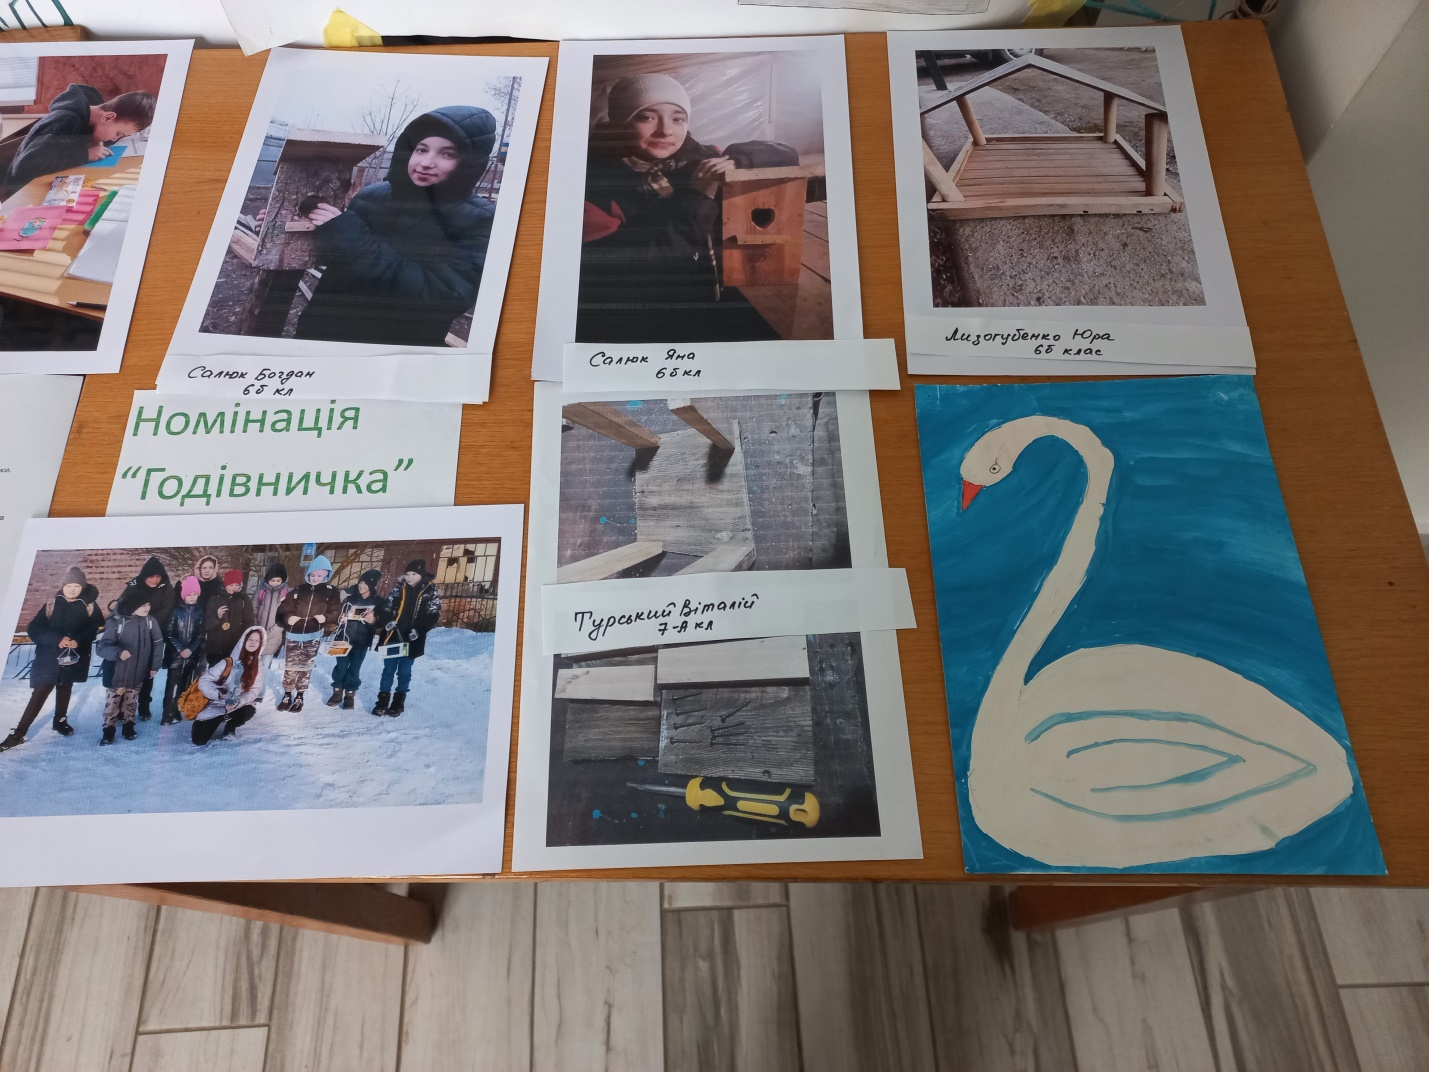 Салюк Богдан
6б кл
Салюк Яна
6б кл
Лизогубенко Юра
6б клас
Номінація
“Годівничка”
Турський Віталій
7-А кл